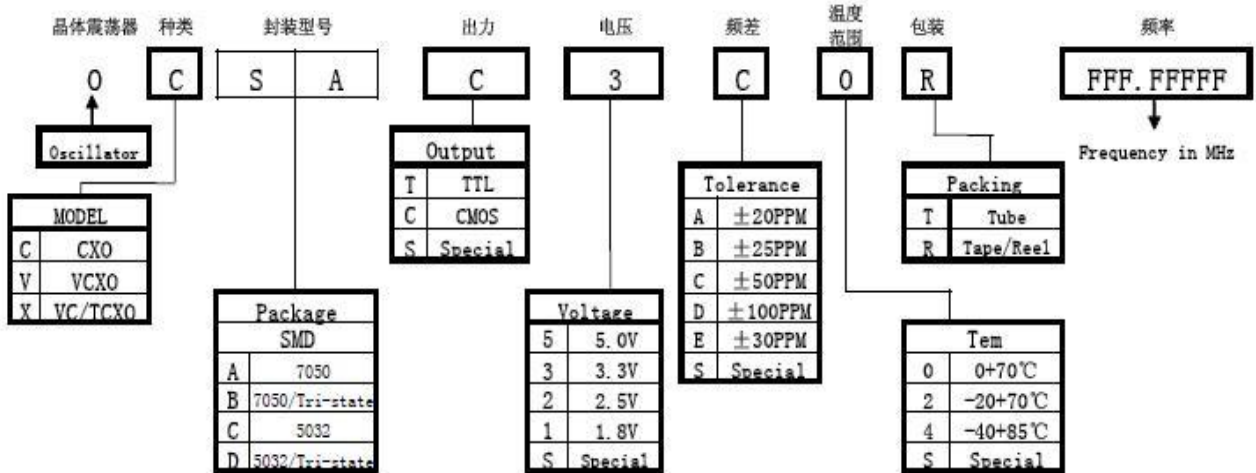 晶体震荡器 种类 封装型号 出力 电压 频差 温度范围 包装 频率
O C S A C 3 C 0 R FFF.FFFFF
Oscillator
Frequency in MHz
MODEL
C CXO
V VCXO
X VC/TCXO
Package
SMD
A 7050
B 7050/Tri-state
C 5032
D 5032/Tri-state
Output
T TTL
C CMOS
S Special
Voltage
5 5.0V
3 3.3V
2 2.5V
1 1.8V
S Special
Tolerance
A ±20PPM
B ±25PPM
C ±50PPM
D ±100PPM
E ±30PPM
S Special
Packing
T Tube
R Tape/Reel
Tem
0 0+70℃
2 -20+70℃
4 -40+85℃
S Special